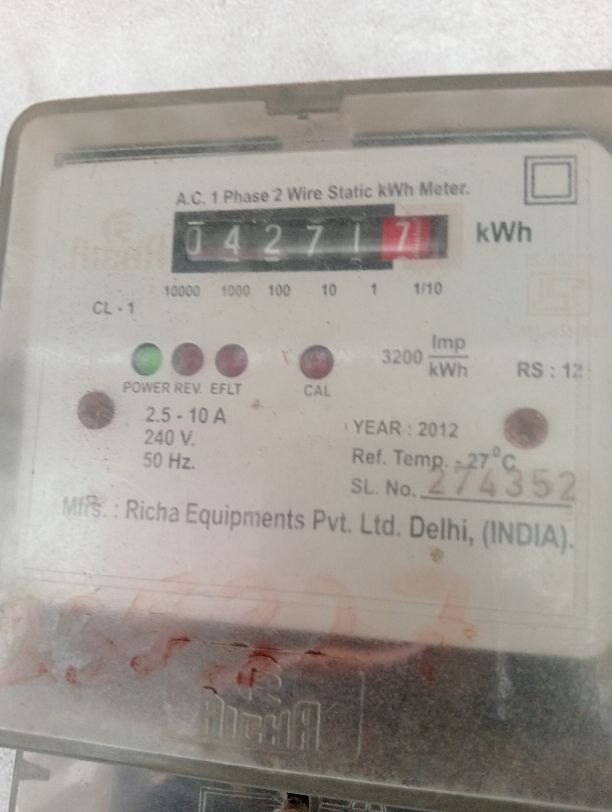 A.C. 1 Phase 2 Wire Static kWh Meter.
0 4 2 7 1 7 kWh
10000 1000 100 10 1 1/10
CL - 1
3200 Imp/kWh
RS : 12
POWER REV. EFLT CAL
2.5 - 10 A
240 V.
50 Hz.
YEAR : 2012
Ref. Temp. - 27°C
SL. No. 274352
Mfrs. : Richa Equipments Pvt. Ltd. Delhi, (INDIA).
RICHA